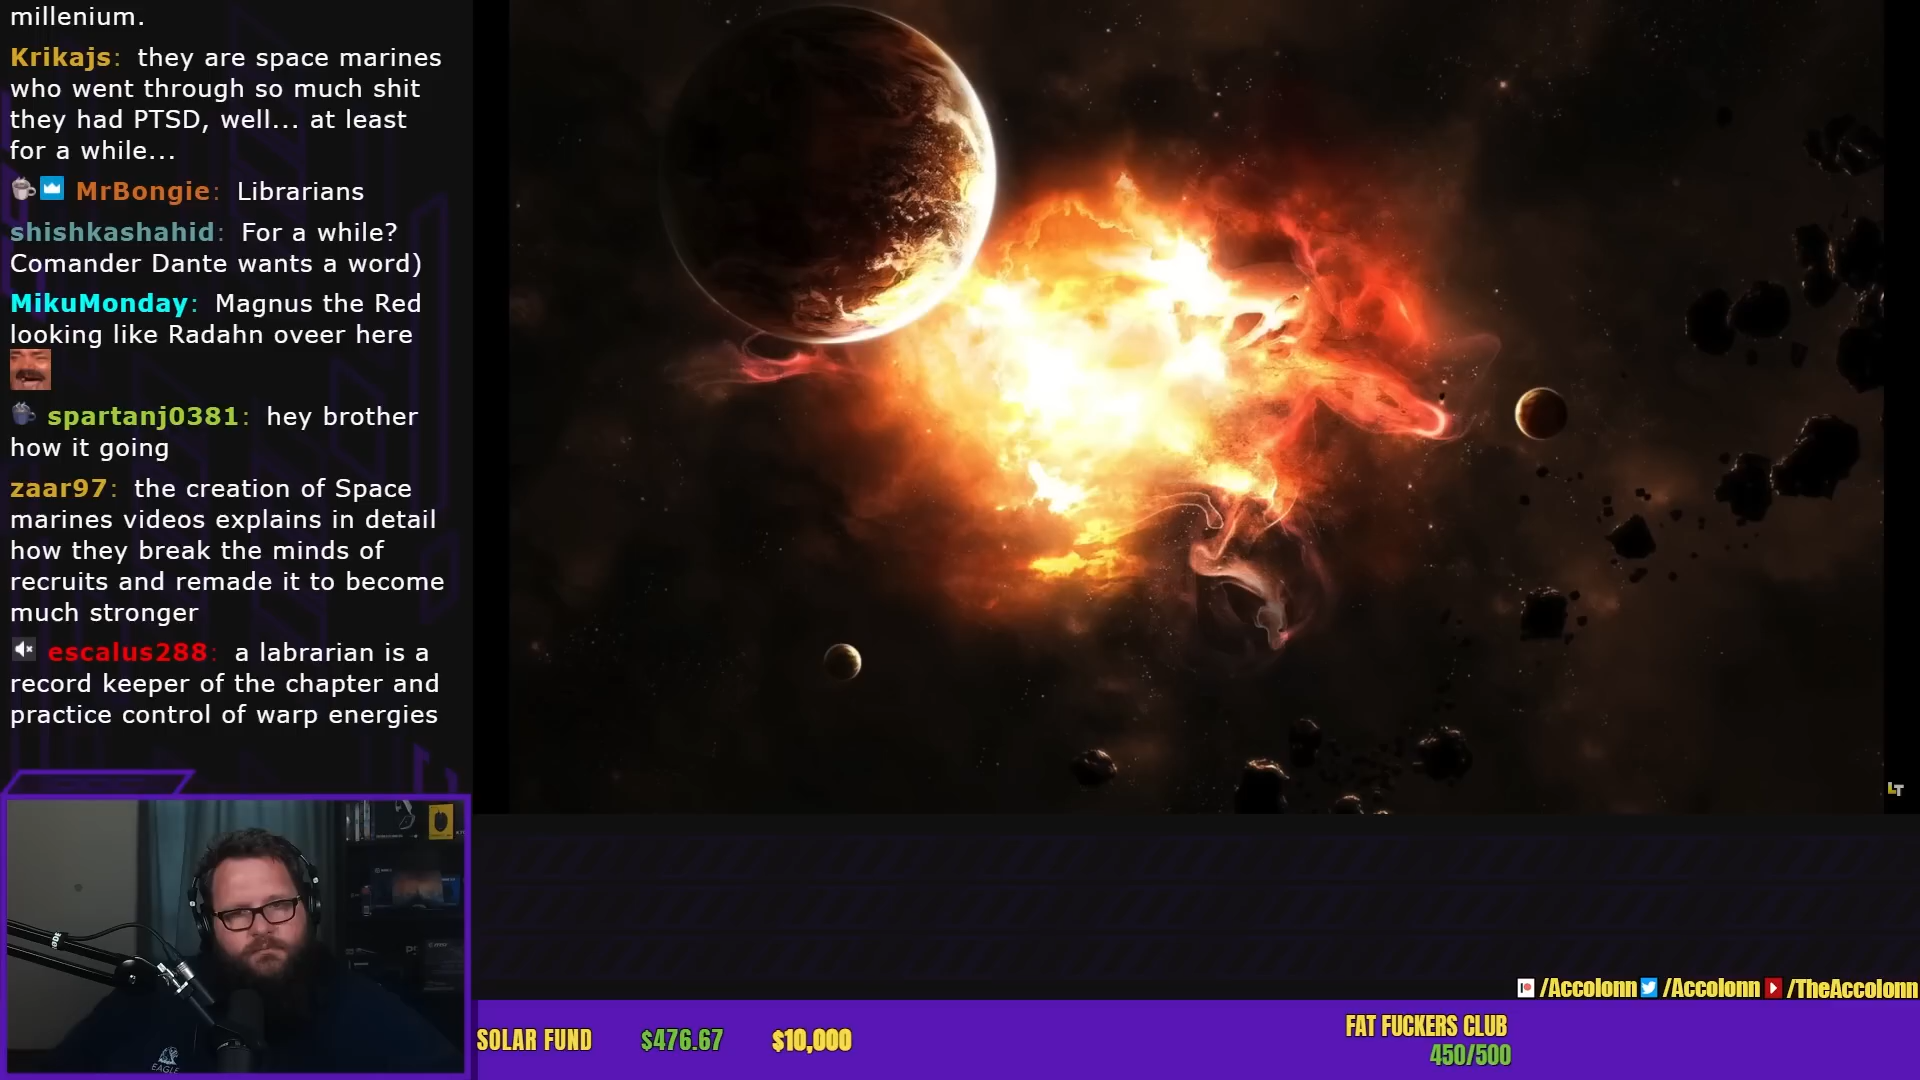 millenium.
Krikajs: they are space marines
who went through so much shit
they had PTSD, well... at least
for a while...
MrBongie: Librarians
shishkashahid: For a while?
Comander Dante wants a word)
MikuMonday: Magnus the Red
looking like Radahn oveer here
spartanj0381: hey brother
how it going
zaar97: the creation of Space
marines videos explains in detail
how they break the minds of
recruits and remade it to become
much stronger
escalus288: a labrarian is a
record keeper of the chapter and
practice control of warp energies
LT
RØDE
EAGLE
/Accolonn /Accolonn /TheAccolonn
SOLAR FUND $476.67 $10,000
FAT FUCKERS CLUB
450/500